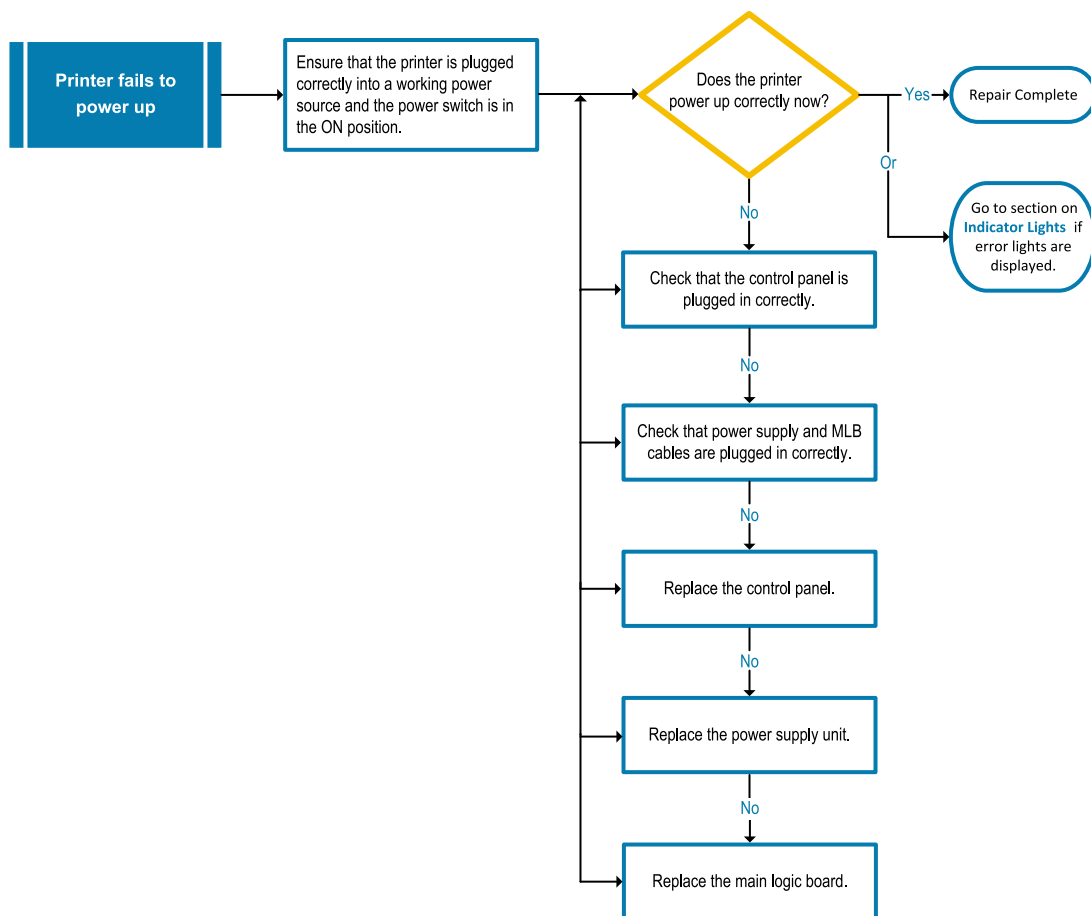 Printer fails to
power up
Ensure that the printer is plugged
correctly into a working power
source and the power switch is in
the ON position.
Does the printer
power up correctly now?
Yes
Repair Complete
Or
Go to section on
Indicator Lights if
error lights are
displayed.
No
Check that the control panel is
plugged in correctly.
No
Check that power supply and MLB
cables are plugged in correctly.
No
Replace the control panel.
No
Replace the power supply unit.
No
Replace the main logic board.